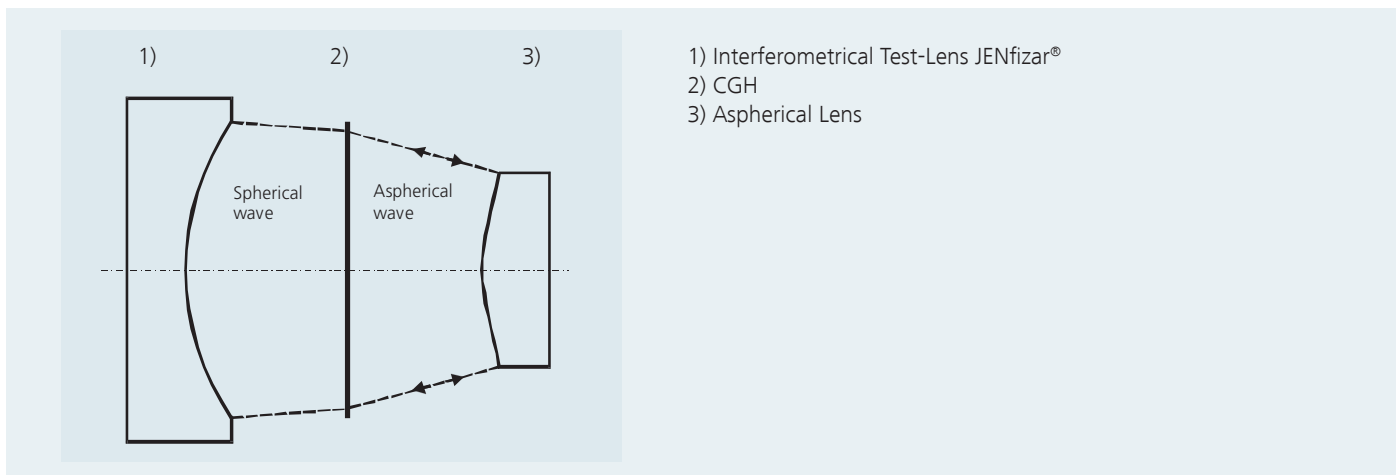 1) 2) 3)
Spherical
wave
Aspherical
wave
1) Interferometrical Test-Lens JENfizar®
2) CGH
3) Aspherical Lens